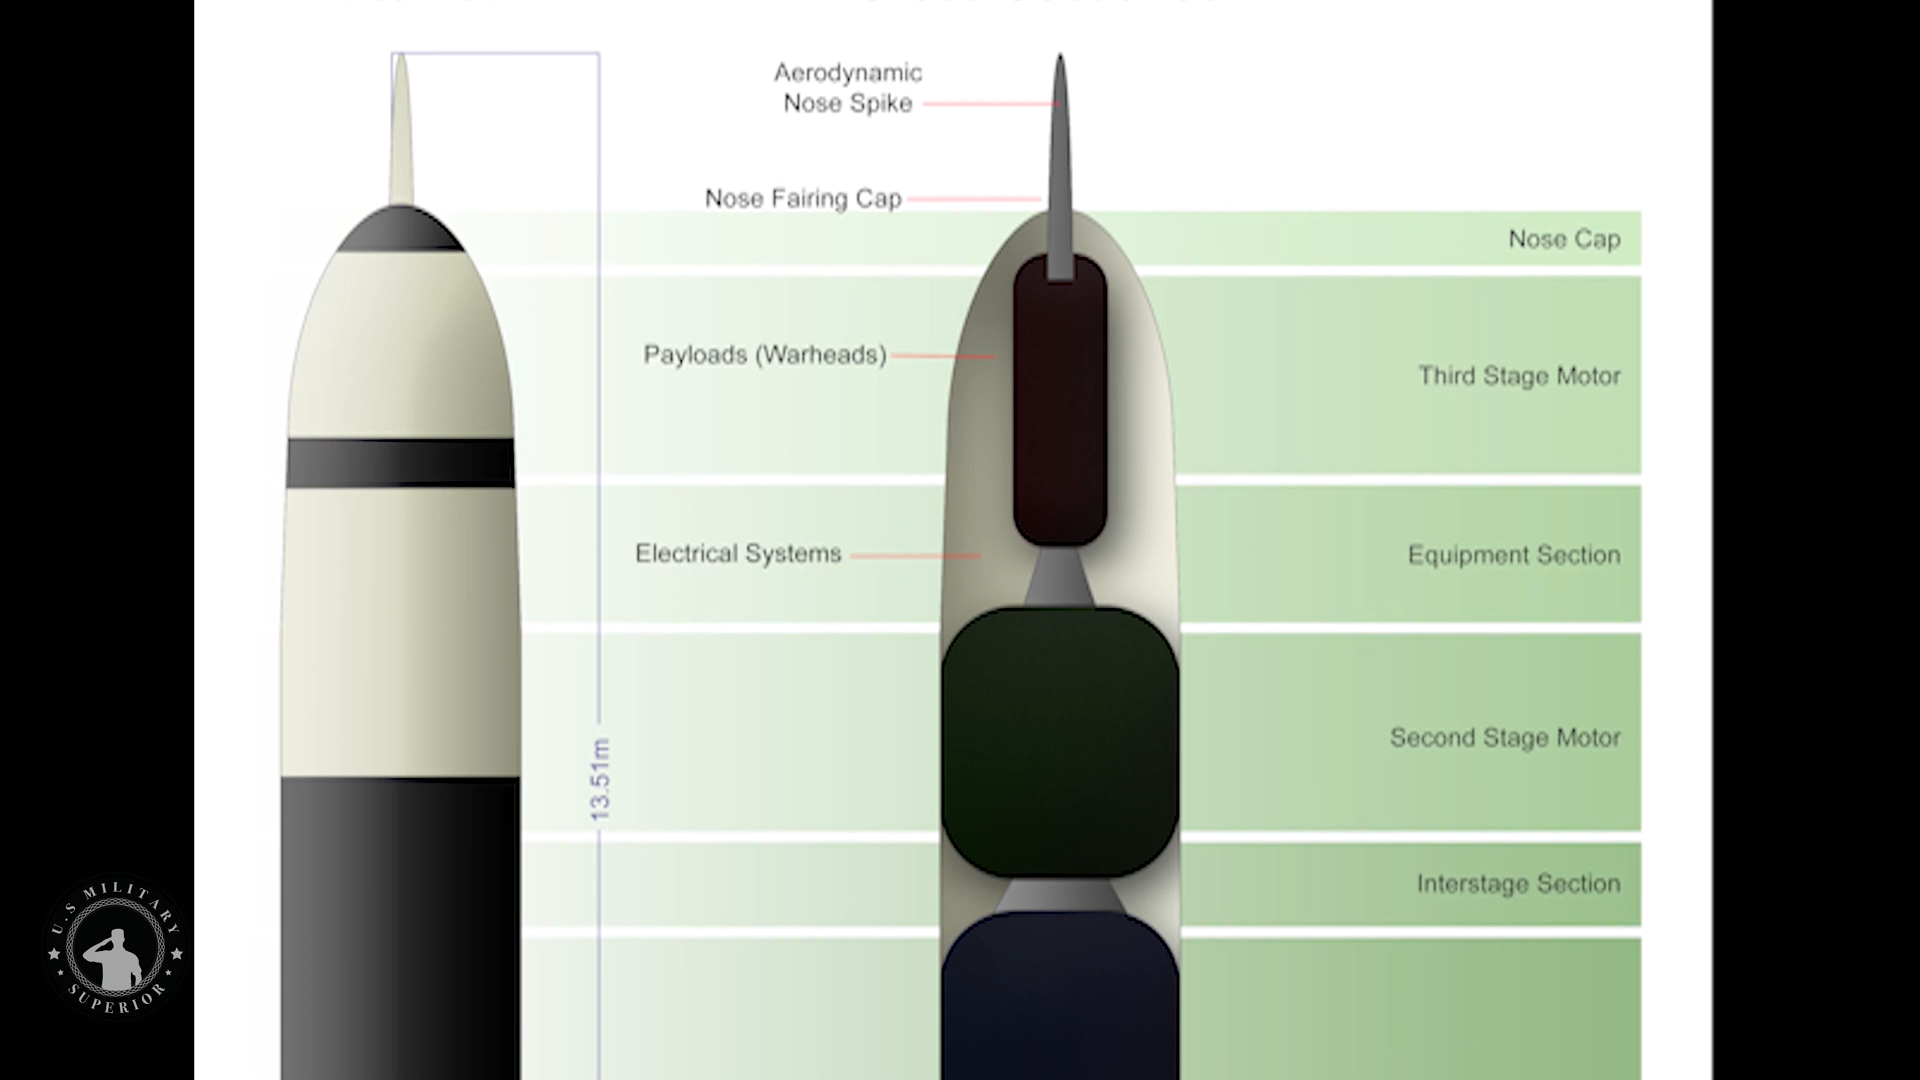 Aerodynamic
Nose Spike
Nose Fairing Cap
Nose Cap
Payloads (Warheads)
Third Stage Motor
Electrical Systems
Equipment Section
Second Stage Motor
13.51m
Interstage Section
U.S MILITARY
SUPERIOR